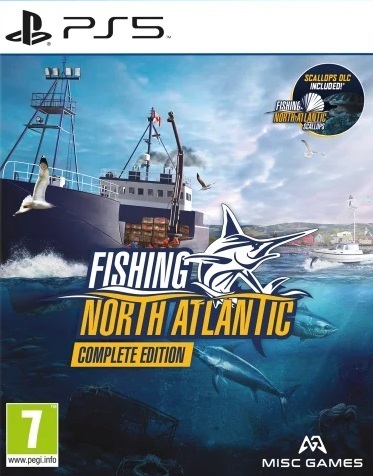 PS5
SCALLOPS DLC
INCLUDED!
FISHING
NORTH ATLANTIC
SCALLOPS
FISHING
NORTH ATLANTIC
COMPLETE EDITION
7
www.pegi.info
MISC GAMES